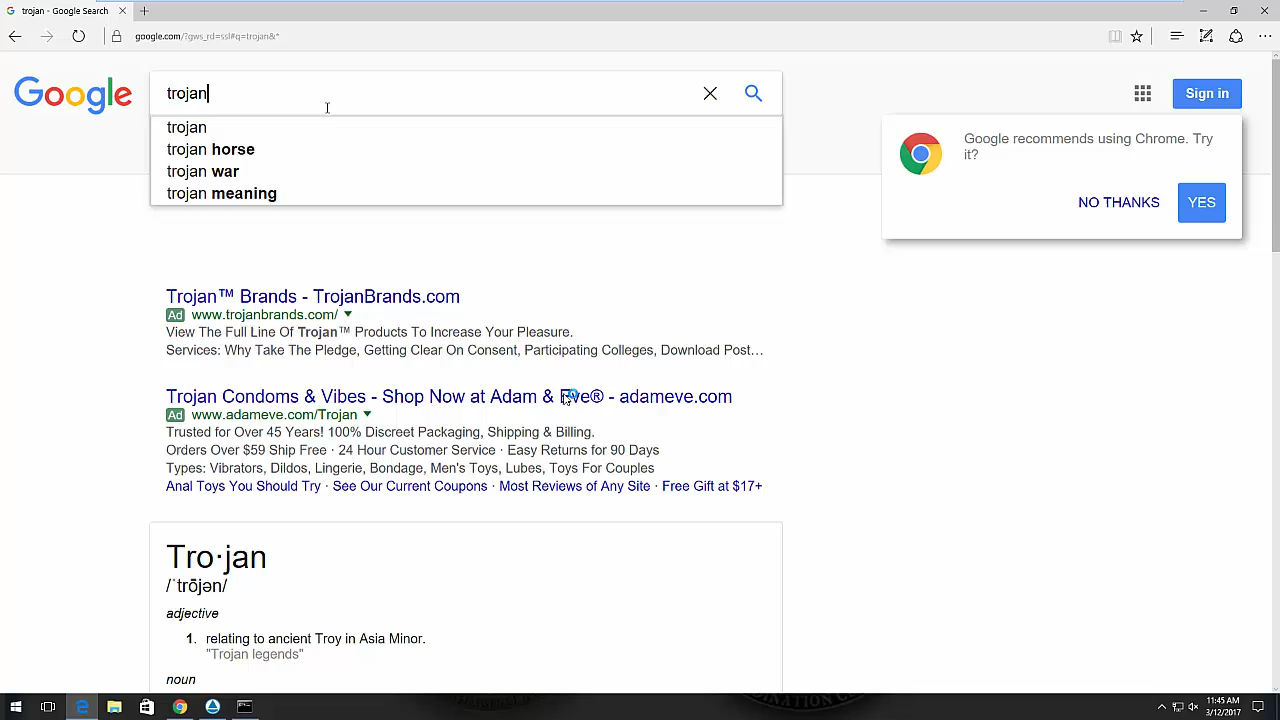 trojan - Google Search
google.com/?gws_rd=ssl#q=trojan&*
Google
trojan
Sign in
trojan
trojan horse
trojan war
trojan meaning
Google recommends using Chrome. Try
it?
NO THANKS
YES
Trojan™ Brands - TrojanBrands.com
Ad www.trojanbrands.com/
View The Full Line Of Trojan™ Products To Increase Your Pleasure.
Services: Why Take The Pledge, Getting Clear On Consent, Participating Colleges, Download Post…
Trojan Condoms & Vibes - Shop Now at Adam & Eve® - adameve.com
Ad www.adameve.com/Trojan
Trusted for Over 45 Years! 100% Discreet Packaging, Shipping & Billing.
Orders Over $59 Ship Free · 24 Hour Customer Service · Easy Returns for 90 Days
Types: Vibrators, Dildos, Lingerie, Bondage, Men's Toys, Lubes, Toys For Couples
Anal Toys You Should Try · See Our Current Coupons · Most Reviews of Any Site · Free Gift at $17+
Tro·jan
/ˈtrōjən/
adjective
1. relating to ancient Troy in Asia Minor.
"Trojan legends"
noun
11:45 AM
3/12/2017